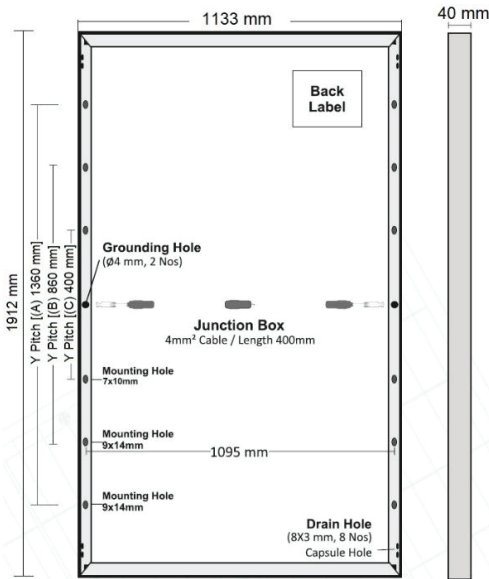 1133 mm
40 mm
Back
Label
1912 mm
Y Pitch [(A) 1360 mm]
Y Pitch [(B) 860 mm]
Y Pitch [(C) 400 mm]
Grounding Hole
(Ø4 mm, 2 Nos)
Junction Box
4mm² Cable / Length 400mm
Mounting Hole
7x10mm
Mounting Hole
9x14mm
1095 mm
Mounting Hole
9x14mm
Drain Hole
(8X3 mm, 8 Nos)
Capsule Hole